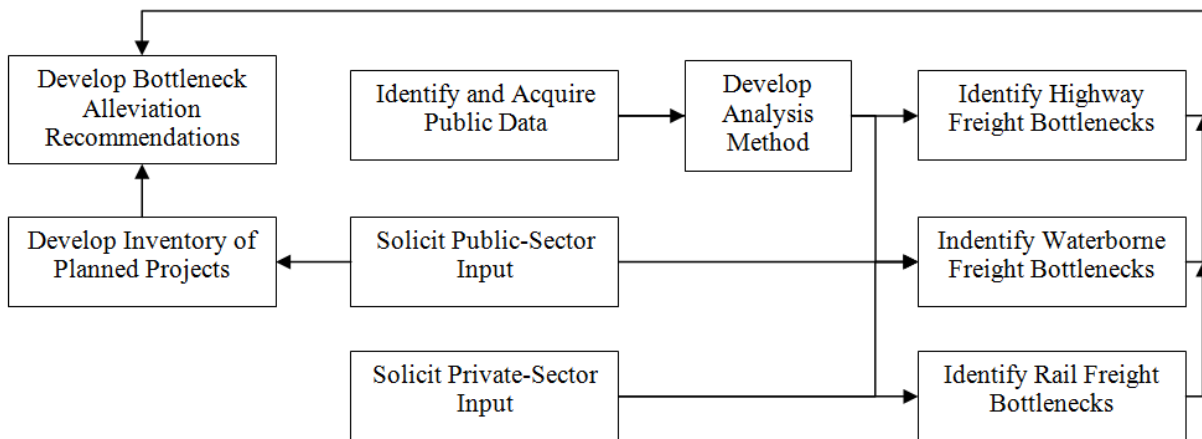 Develop Bottleneck
Alleviation
Recommendations
Identify and Acquire
Public Data
Develop
Analysis
Method
Identify Highway
Freight Bottlenecks
Develop Inventory of
Planned Projects
Solicit Public-Sector
Input
Indentify Waterborne
Freight Bottlenecks
Solicit Private-Sector
Input
Identify Rail Freight
Bottlenecks